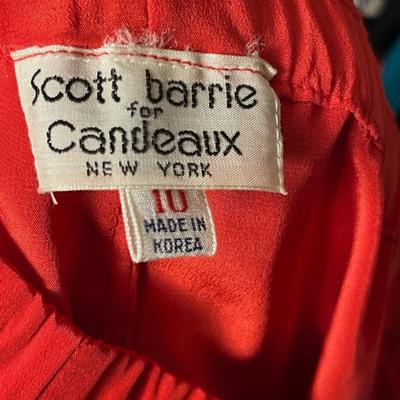 Scott barrie
for
Candeaux
NEW YORK
10
MADE IN
KOREA